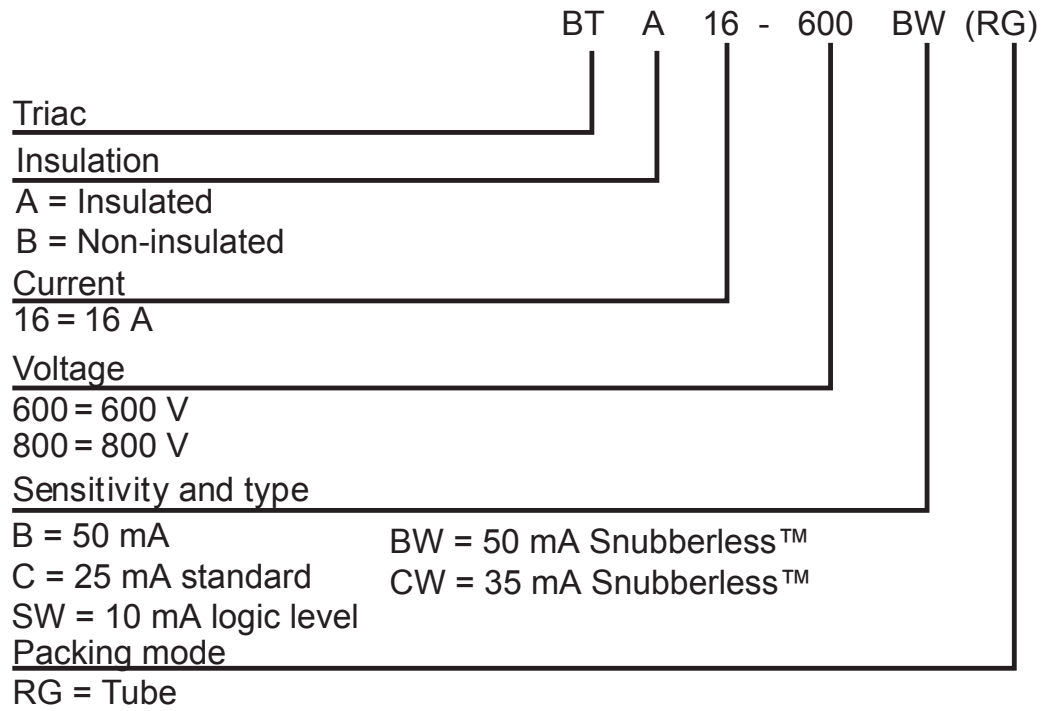 BT A 16 - 600 BW (RG)
Triac
Insulation
A = Insulated
B = Non-insulated
Current
16 = 16 A
Voltage
600 = 600 V
800 = 800 V
Sensitivity and type
B = 50 mA BW = 50 mA Snubberless™
C = 25 mA standard CW = 35 mA Snubberless™
SW = 10 mA logic level
Packing mode
RG = Tube